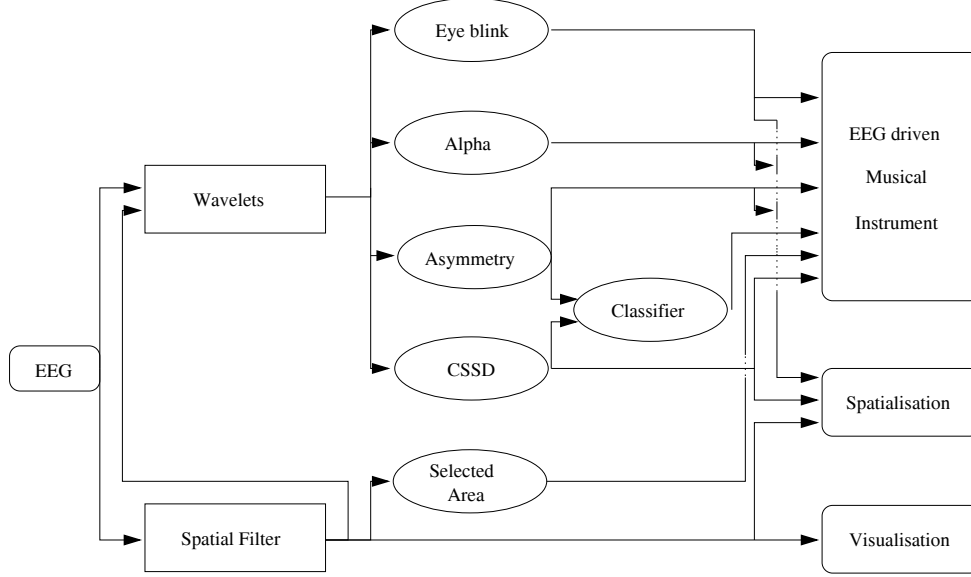 Eye blink
Alpha
Wavelets
Asymmetry
Classifier
CSSD
EEG
Selected
Area
Spatial Filter
EEG driven
Musical
Instrument
Spatialisation
Visualisation